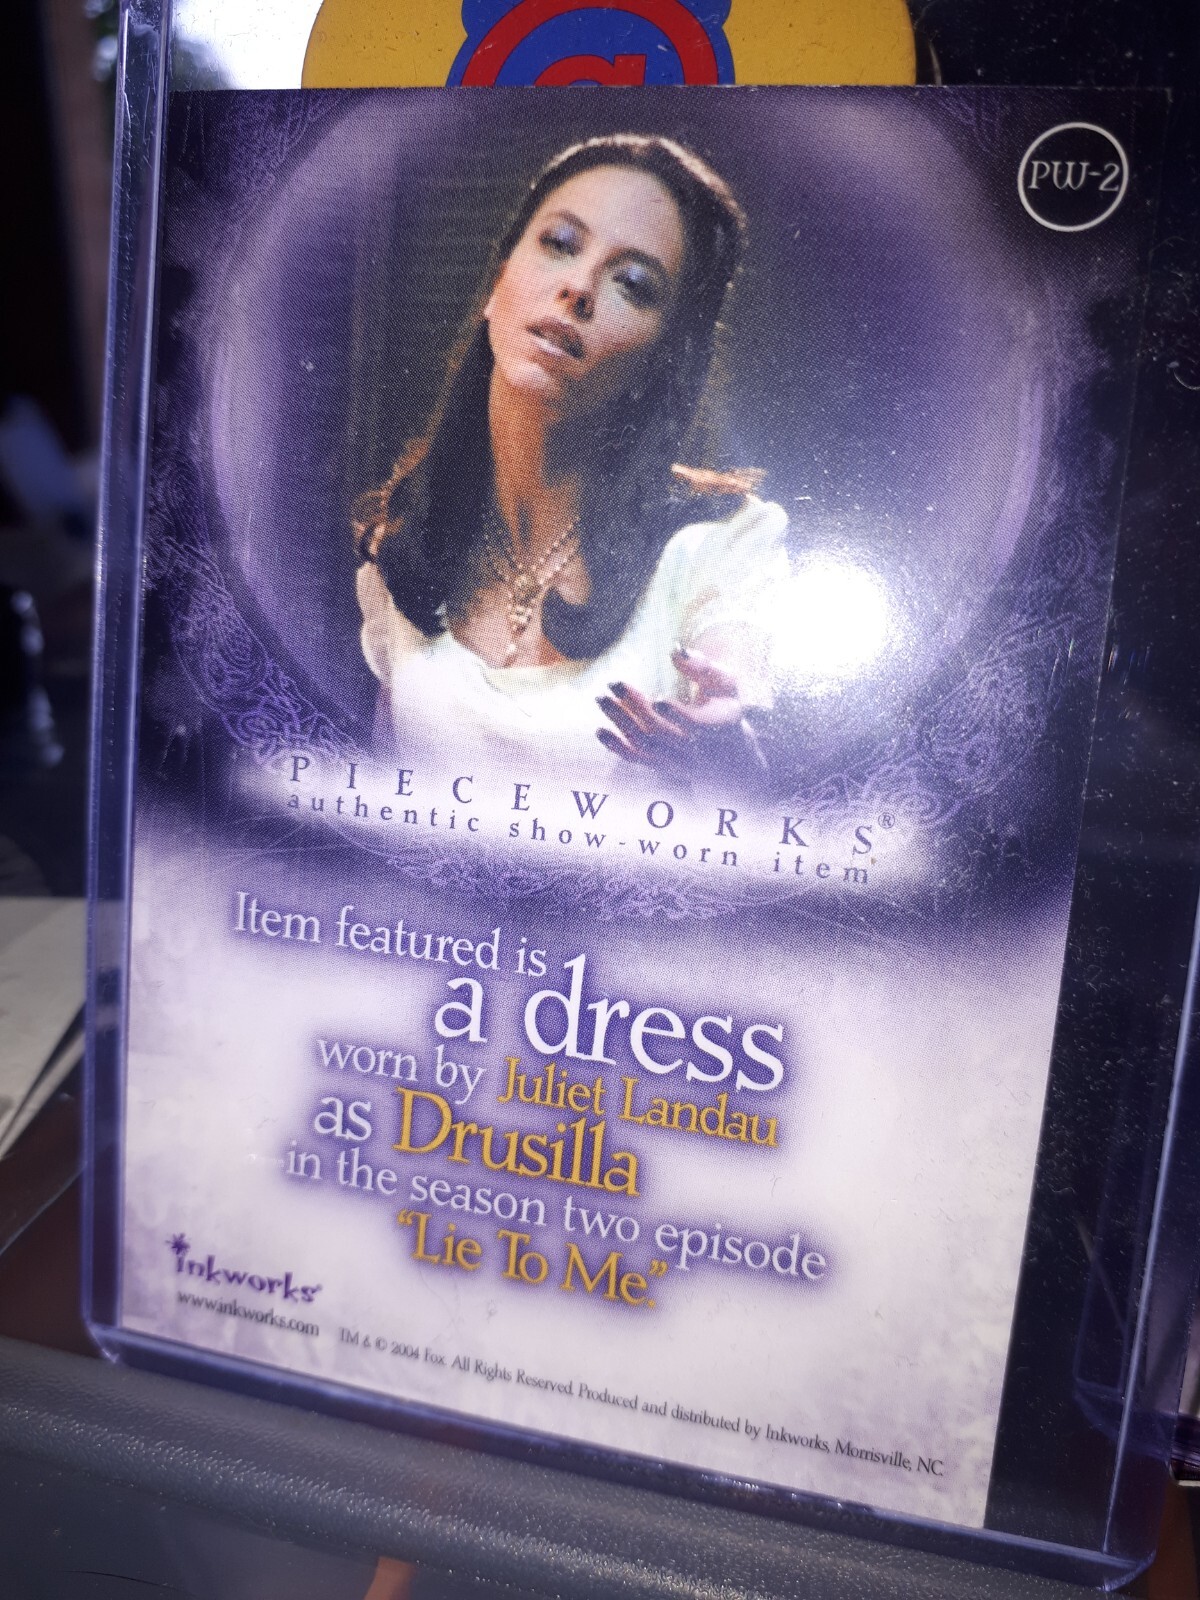 G
PW-2
PIECEWORKS®
authentic show-worn item
Item featured is
a dress
worn by Juliet Landau
as Drusilla
in the season two episode
“Lie To Me.”
inkworks
www.inkworks.com
TM & © 2004 Fox. All Rights Reserved. Produced and distributed by Inkworks, Morrisville, NC